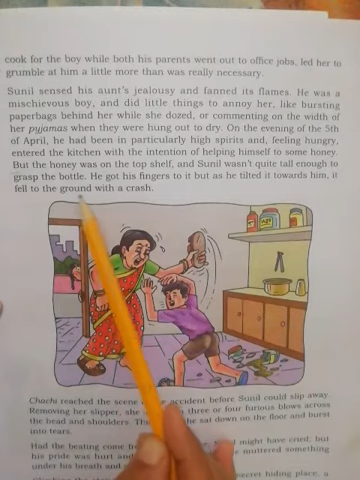 cook for the boy while both his parents went out to office jobs, led her to
grumble at him a little more than was really necessary.
Sunil sensed his aunt's jealousy and fanned its flames. He was a
mischievous boy, and did little things to annoy her, like bursting
paperbags behind her while she dozed, or commenting on the width of
her pyjamas when they were hung out to dry. On the evening of the 5th
of April, he had been in particularly high spirits and, feeling hungry,
entered the kitchen with the intention of helping himself to some honey.
But the honey was on the top shelf, and Sunil wasn't quite tall enough to
grasp the bottle. He got his fingers to it but as he tilted it towards him, it
fell to the ground with a crash.
Chachi reached the scene accident before Sunil could slip away.
Removing her slipper, she three or four furious blows across
the head and shoulders. she sat down on the floor and burst
into tears.
Had the beating come might have cried, but
his pride was hurt and muttered something
under his breath and
secret hiding place, a